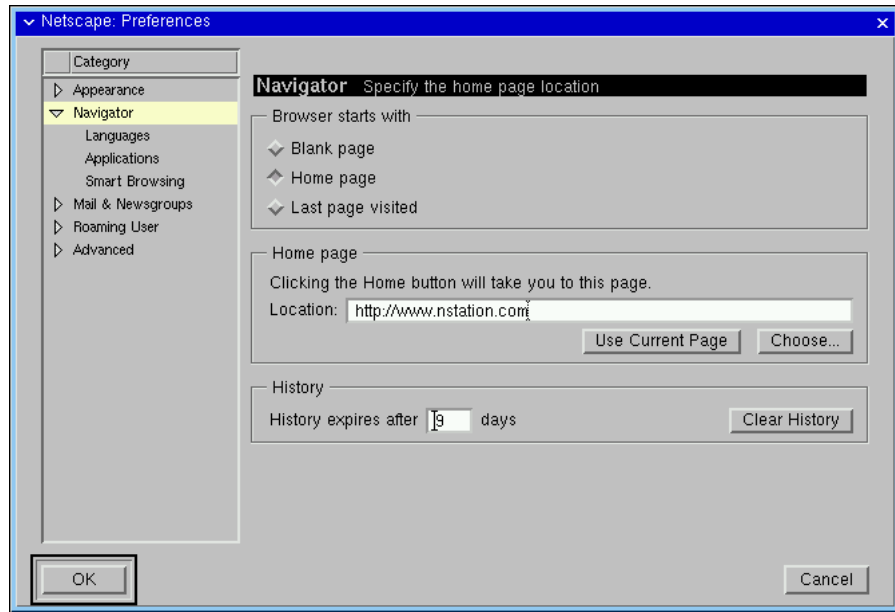 Netscape: Preferences
Category
Appearance
Navigator
Languages
Applications
Smart Browsing
Mail & Newsgroups
Roaming User
Advanced
Navigator Specify the home page location
Browser starts with
Blank page
Home page
Last page visited
Home page
Clicking the Home button will take you to this page.
Location: http://www.nstation.com
Use Current Page Choose...
History
History expires after 9 days Clear History
OK Cancel